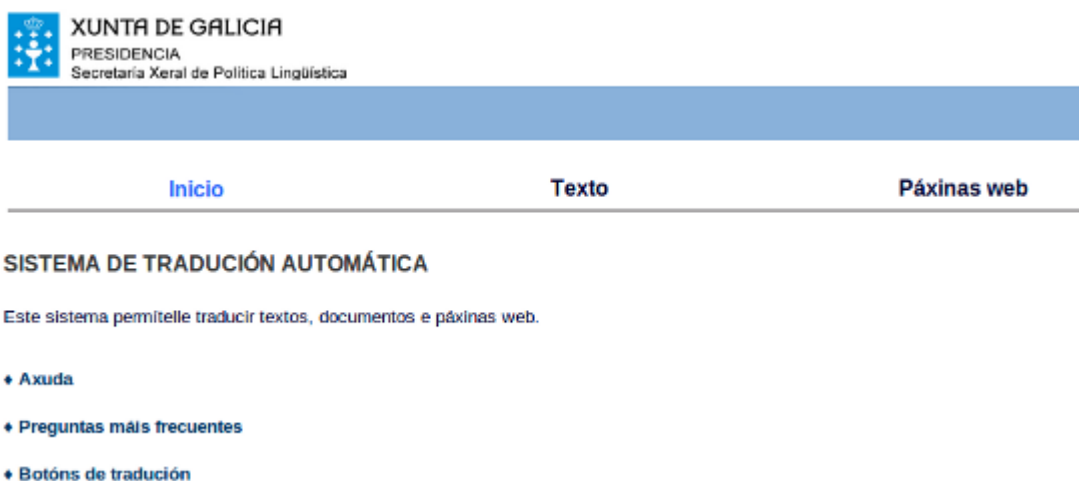 XUNTA DE GALICIA
PRESIDENCIA
Secretaría Xeral de Política Lingüística
Inicio Texto Páxinas web
SISTEMA DE TRADUCIÓN AUTOMÁTICA
Este sistema permítelle traducir textos, documentos e páxinas web.
♦ Axuda
♦ Preguntas máis frecuentes
♦ Botóns de tradución